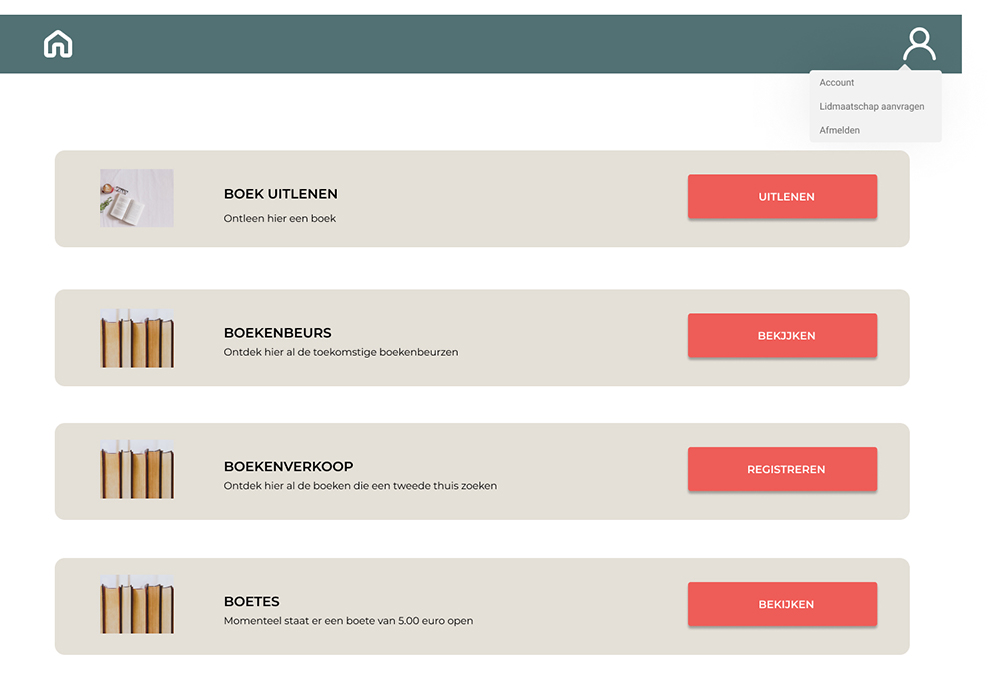 Account
Lidmaatschap aanvragen
Afmelden
BOEK UITLENEN
Ontleen hier een boek
UITLENEN
BOEKENBEURS
Ontdek hier al de toekomstige boekenbeurzen
BEKJJKEN
BOEKENVERKOOP
Ontdek hier al de boeken die een tweede thuis zoeken
REGISTREREN
BOETES
Momenteel staat er een boete van 5.00 euro open
BEKIJKEN